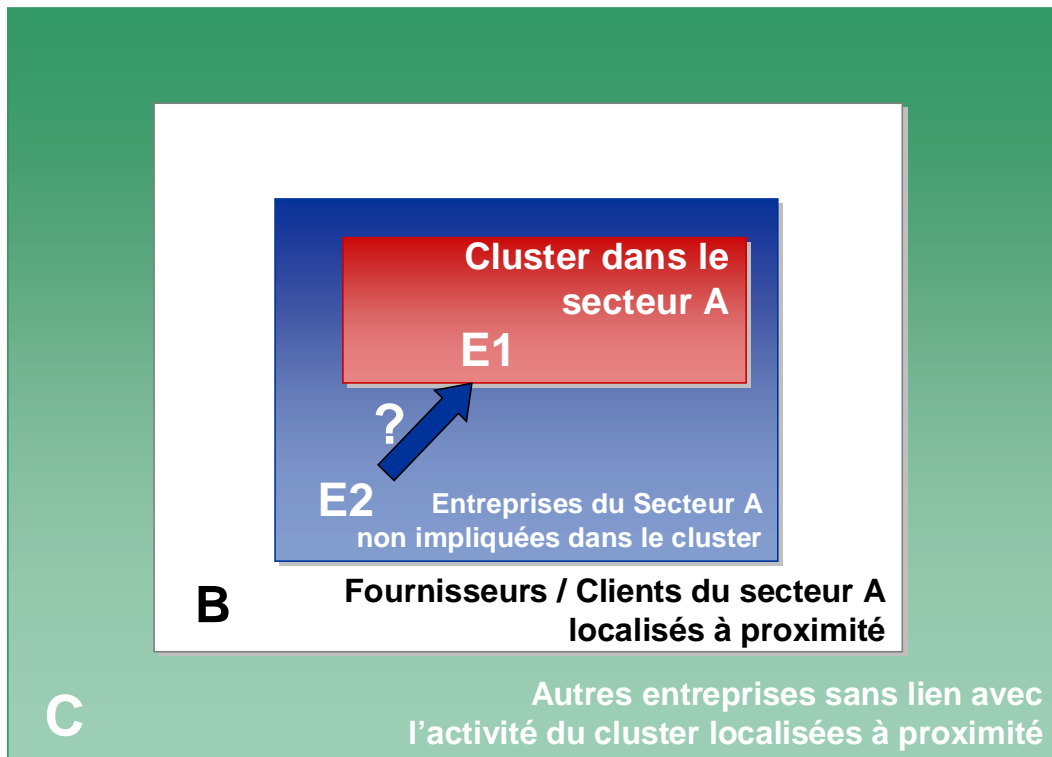 Cluster dans le
secteur A
E1
?
E2
Entreprises du Secteur A
non impliquées dans le cluster
B
Fournisseurs / Clients du secteur A
localisés à proximité
C
Autres entreprises sans lien avec
l’activité du cluster localisées à proximité